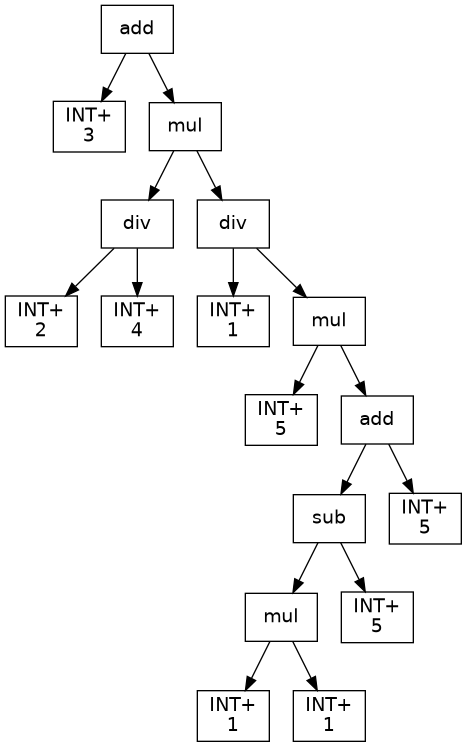 add
INT+
3
mul
div
div
INT+
2
INT+
4
INT+
1
mul
INT+
5
add
sub
INT+
5
mul
INT+
5
INT+
1
INT+
1